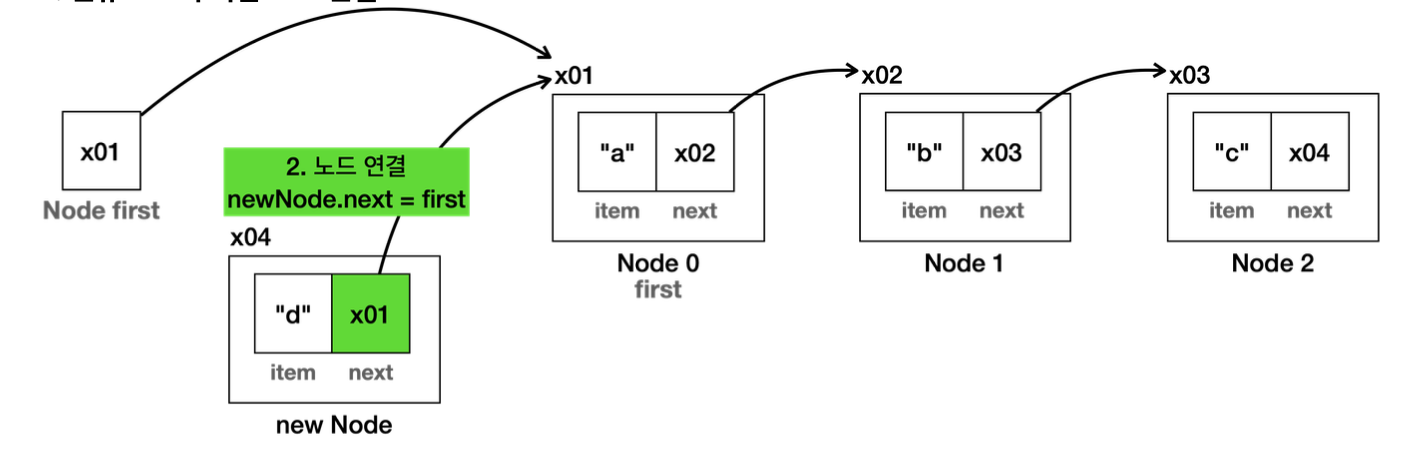 x01
Node first
2. 노드 연결
newNode.next = first
x04
"d" x01
item next
new Node
x01
"a" x02
item next
Node 0
first
x02
"b" x03
item next
Node 1
x03
"c" x04
item next
Node 2